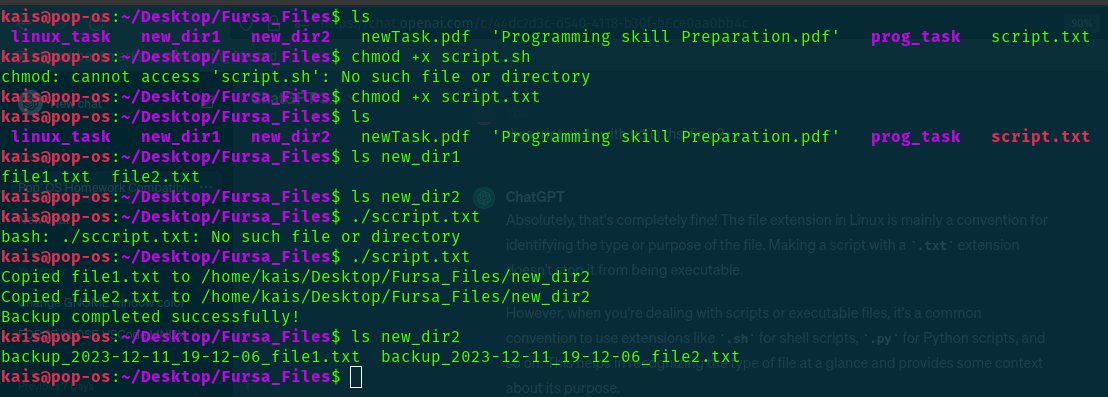 kais@pop-os:~/Desktop/Fursa_Files$ ls
linux_task new_dir1 new_dir2 newTask.pdf 'Programming skill Preparation.pdf' prog_task script.txt
kais@pop-os:~/Desktop/Fursa_Files$ chmod +x script.sh
chmod: cannot access 'script.sh': No such file or directory
kais@pop-os:~/Desktop/Fursa_Files$ chmod +x script.txt
kais@pop-os:~/Desktop/Fursa_Files$ ls
linux_task new_dir1 new_dir2 newTask.pdf 'Programming skill Preparation.pdf' prog_task script.txt
kais@pop-os:~/Desktop/Fursa_Files$ ls new_dir1
file1.txt file2.txt
kais@pop-os:~/Desktop/Fursa_Files$ ls new_dir2
kais@pop-os:~/Desktop/Fursa_Files$ ./sccript.txt
bash: ./sccript.txt: No such file or directory
kais@pop-os:~/Desktop/Fursa_Files$ ./script.txt
Copied file1.txt to /home/kais/Desktop/Fursa_Files/new_dir2
Copied file2.txt to /home/kais/Desktop/Fursa_Files/new_dir2
Backup completed successfully!
kais@pop-os:~/Desktop/Fursa_Files$ ls new_dir2
backup_2023-12-11_19-12-06_file1.txt backup_2023-12-11_19-12-06_file2.txt
kais@pop-os:~/Desktop/Fursa_Files$
90%
New chat
ChatGPT
Absolutely, that's completely fine! The file extension in Linux is mainly a convention for
identifying the type or purpose of the file. Making a script with a `.txt` extension
it from being executable.
However, when you're dealing with scripts or executable files, it's a common
convention to use extensions like `.sh` for shell scripts, `.py` for Python scripts, and
the type of file at a glance and provides some context
about its purpose.